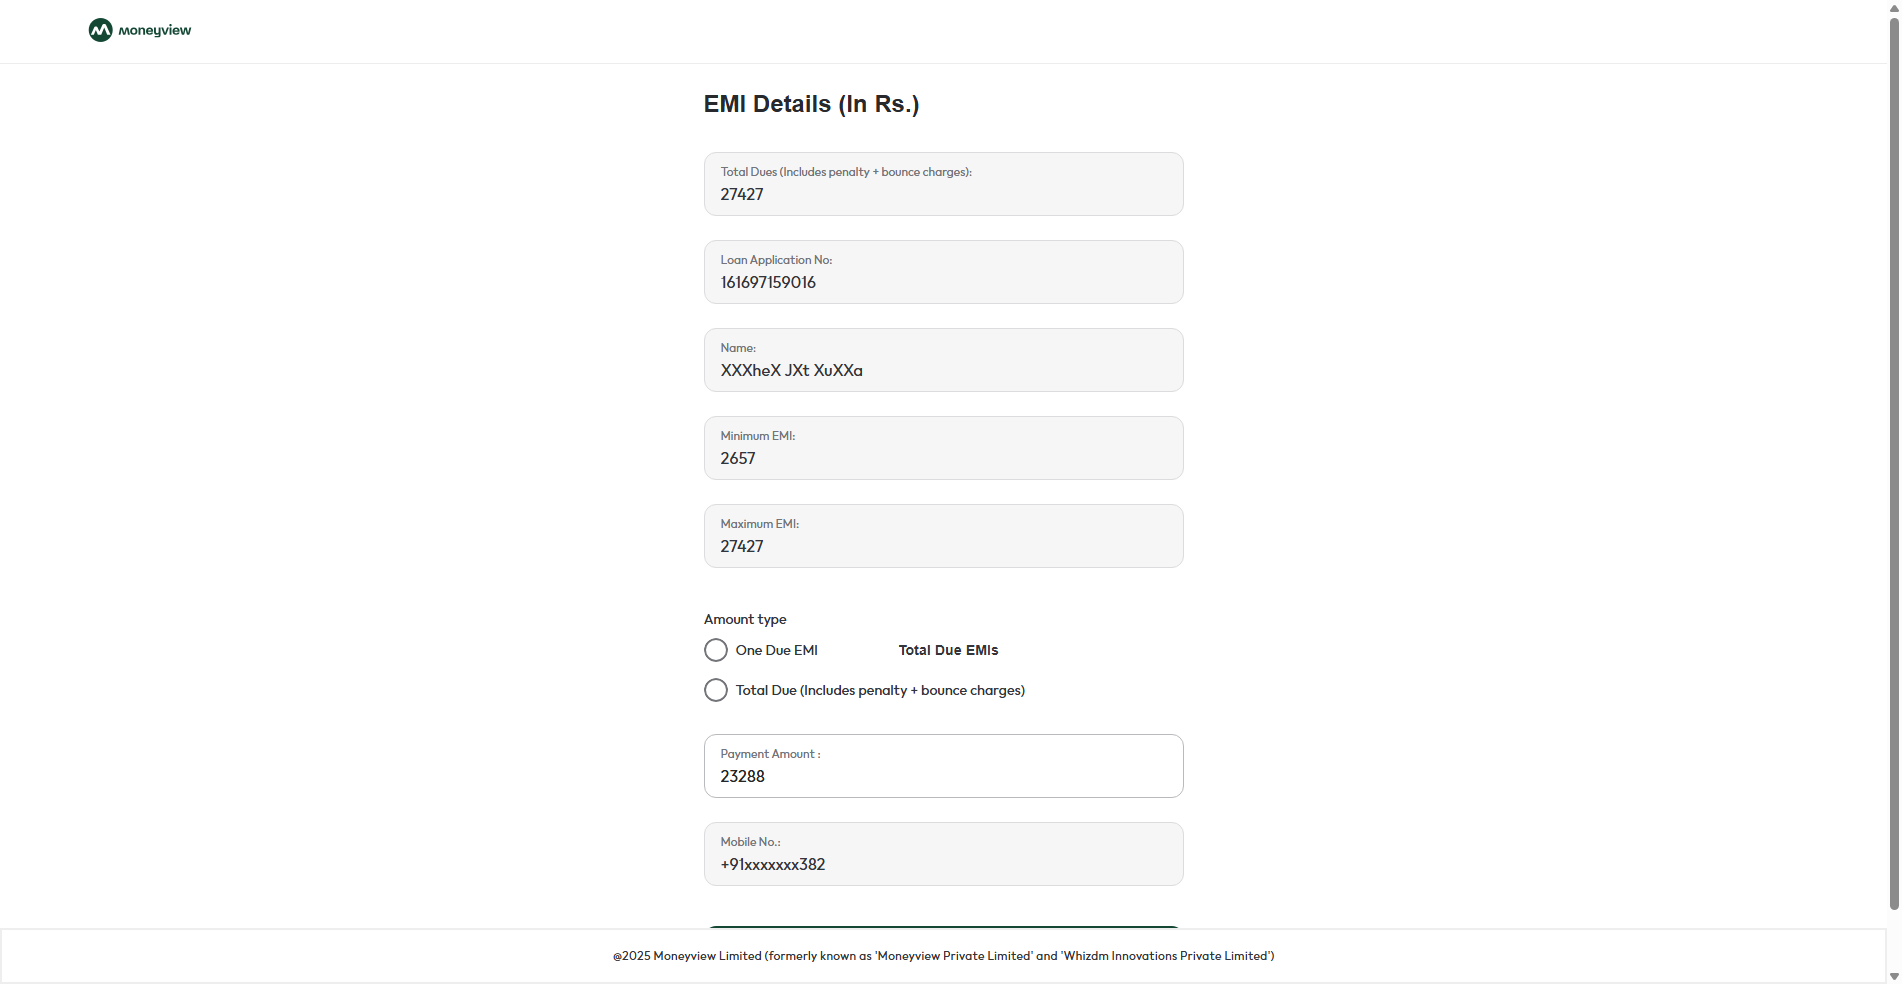 moneyview
EMI Details (In Rs.)
Total Dues (Includes penalty + bounce charges):
27427
Loan Application No:
161697159016
Name:
XXXheX JXt XuXXa
Minimum EMI:
2657
Maximum EMI:
27427
Amount type
One Due EMI
Total Due EMIs
Total Due (Includes penalty + bounce charges)
Payment Amount :
23288
Mobile No.:
+91xxxxxxx382
@2025 Moneyview Limited (formerly known as 'Moneyview Private Limited' and 'Whizdm Innovations Private Limited')